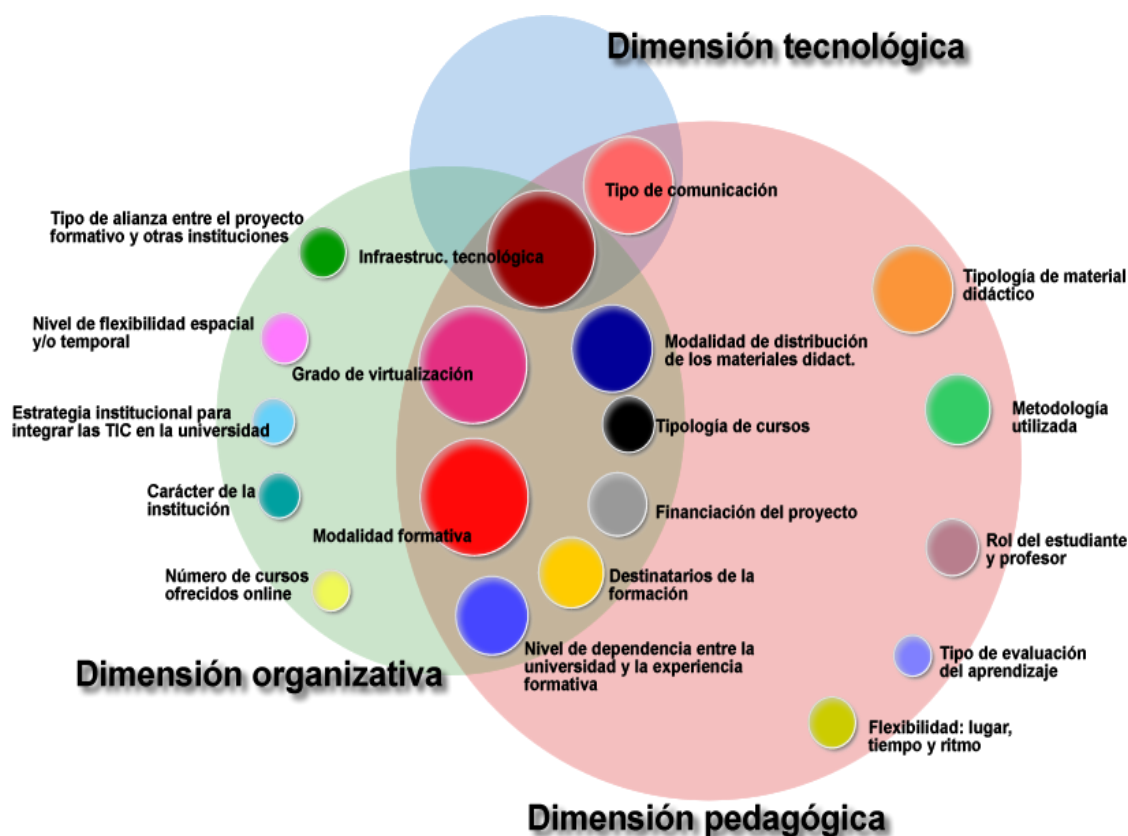 Dimensión tecnológica
Tipo de comunicación
Tipo de alianza entre el proyecto
formativo y otras instituciones
Infraestruc. tecnológica
Tipología de material
didáctico
Nivel de flexibilidad espacial
y/o temporal
Modalidad de distribución
de los materiales didact.
Grado de virtualización
Estrategia institucional para
integrar las TIC en la universidad
Tipología de cursos
Metodología
utilizada
Carácter de la
institución
Modalidad formativa
Financiación del proyecto
Rol del estudiante
y profesor
Número de cursos
ofrecidos online
Destinatarios de la
formación
Nivel de dependencia entre la
universidad y la experiencia
formativa
Tipo de evaluación
del aprendizaje
Dimensión organizativa
Flexibilidad: lugar,
tiempo y ritmo
Dimensión pedagógica